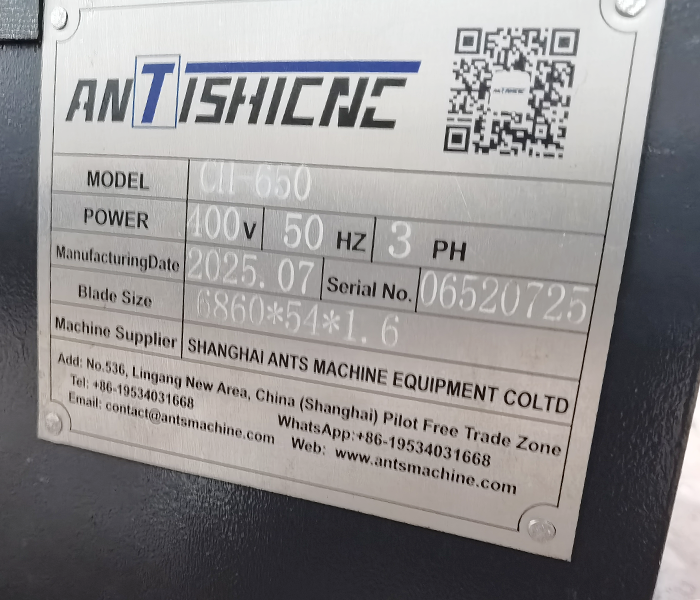 ANTISHICNC
ANTISHICNC
MODEL CH-650
POWER 400V 50 HZ 3 PH
ManufacturingDate 2025.07 Serial No. 06520725
Blade Size 6860*54*1.6
Machine Supplier SHANGHAI ANTS MACHINE EQUIPMENT COLTD
Add: No.536, Lingang New Area, China (Shanghai) Pilot Free Trade Zone
Tel: +86-19534031668 WhatsApp:+86-19534031668
Email: contact@antsmachine.com Web: www.antsmachine.com